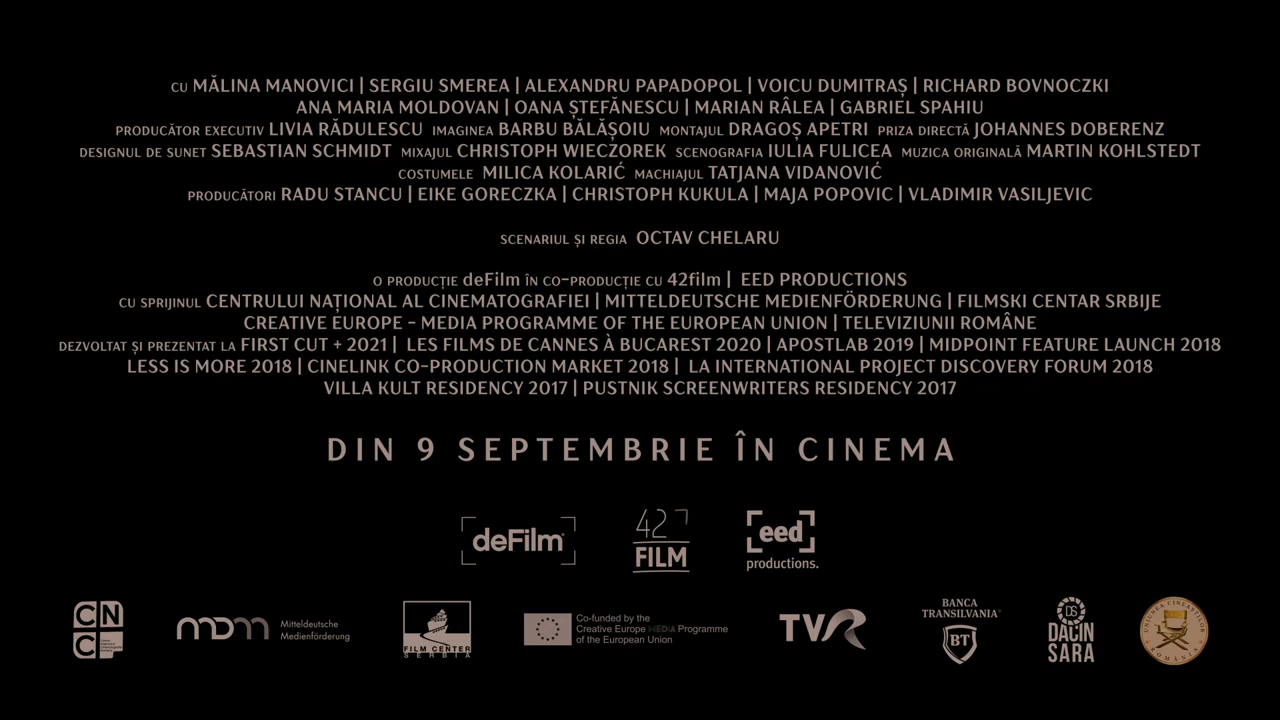 CU MĂLINA MANOVICI | SERGIU SMEREA | ALEXANDRU PAPADOPOL | VOICU DUMITRAȘ | RICHARD BOVNOCZKI
ANA MARIA MOLDOVAN | OANA ȘTEFĂNESCU | MARIAN RÂLEA | GABRIEL SPAHIU
PRODUCĂTOR EXECUTIV LIVIA RĂDULESCU IMAGINEA BARBU BĂLĂȘOIU MONTAJUL DRAGOȘ APETRI PRIZA DIRECTĂ JOHANNES DOBERENZ
DESIGNUL DE SUNET SEBASTIAN SCHMIDT MIXAJUL CHRISTOPH WIECZOREK SCENOGRAFIA IULIA FULICEA MUZICA ORIGINALĂ MARTIN KOHLSTEDT
COSTUMELE MILICA KOLARIĆ MACHIAJUL TATJANA VIDANOVIĆ
PRODUCĂTORI RADU STANCU | EIKE GORECZKA | CHRISTOPH KUKULA | MAJA POPOVIC | VLADIMIR VASILJEVIC
SCENARIUL ȘI REGIA OCTAV CHELARU
O PRODUCȚIE deFilm ÎN CO-PRODUCȚIE CU 42film | EED PRODUCTIONS
CU SPRIJINUL CENTRULUI NAȚIONAL AL CINEMATOGRAFIEI | MITTELDEUTSCHE MEDIENFÖRDERUNG | FILMSKI CENTAR SRBIJE
CREATIVE EUROPE - MEDIA PROGRAMME OF THE EUROPEAN UNION | TELEVIZIUNII ROMÂNE
DEZVOLTAT ȘI PREZENTAT LA FIRST CUT + 2021 | LES FILMS DE CANNES À BUCAREST 2020 | APOSTLAB 2019 | MIDPOINT FEATURE LAUNCH 2018
LESS IS MORE 2018 | CINELINK CO-PRODUCTION MARKET 2018 | LA INTERNATIONAL PROJECT DISCOVERY FORUM 2018
VILLA KULT RESIDENCY 2017 | PUSTNIK SCREENWRITERS RESIDENCY 2017
DIN 9 SEPTEMBRIE ÎN CINEMA
deFilm
42
FILM
eed
productions.
CNC
mDm
Mitteldeutsche
Medienförderung
FILM CENTER
SERBIA
Co-funded by the
Creative Europe MEDIA Programme
of the European Union
TVR
BANCA
TRANSILVANIA®
BT
DS
DACIN
SARA
UNIUNEA CINEAȘTILOR
ROMÂNIA